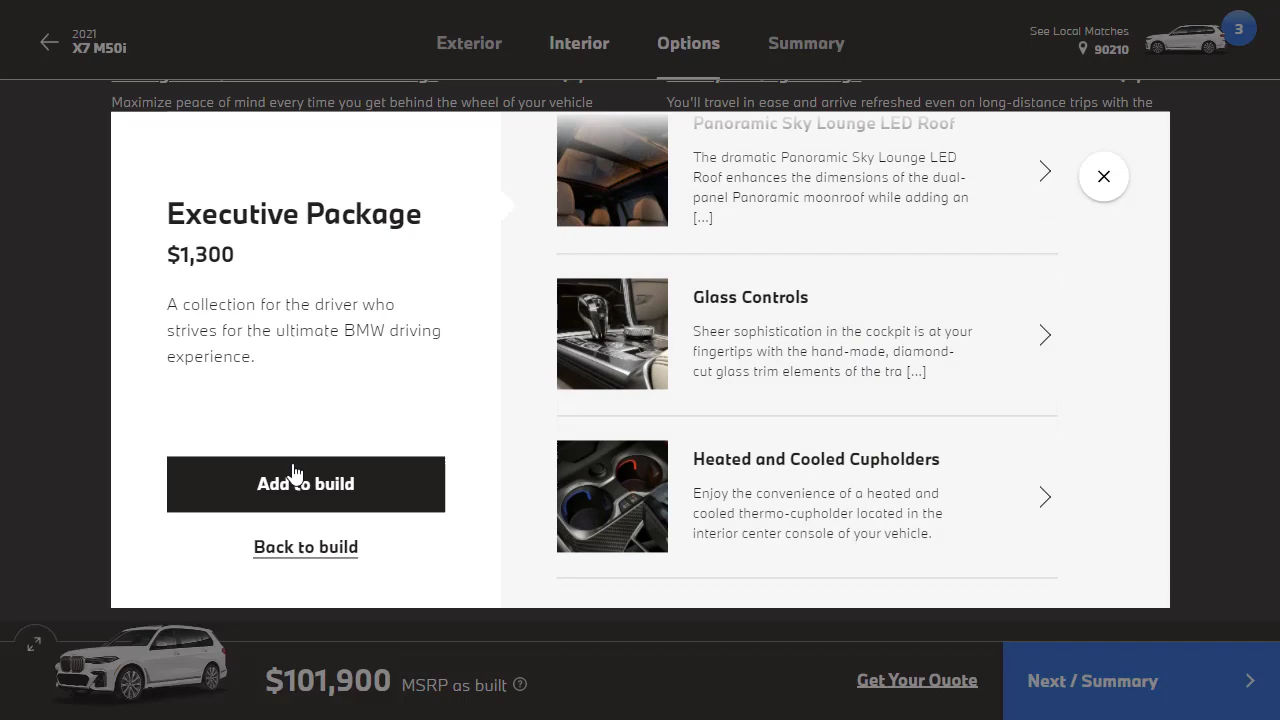 2021
X7 M50i
Exterior
Interior
Options
Summary
See Local Matches
90210
3
Maximize peace of mind every time you get behind the wheel of your vehicle
You'll travel in ease and arrive refreshed even on long-distance trips with the
Executive Package
$1,300
A collection for the driver who
strives for the ultimate BMW driving
experience.
Add to build
Back to build
Panoramic Sky Lounge LED Roof
The dramatic Panoramic Sky Lounge LED
Roof enhances the dimensions of the dual-
panel Panoramic moonroof while adding an
[...]
Glass Controls
Sheer sophistication in the cockpit is at your
fingertips with the hand-made, diamond-
cut glass trim elements of the tra [...]
Heated and Cooled Cupholders
Enjoy the convenience of a heated and
cooled thermo-cupholder located in the
interior center console of your vehicle.
$101,900 MSRP as built
Get Your Quote
Next / Summary